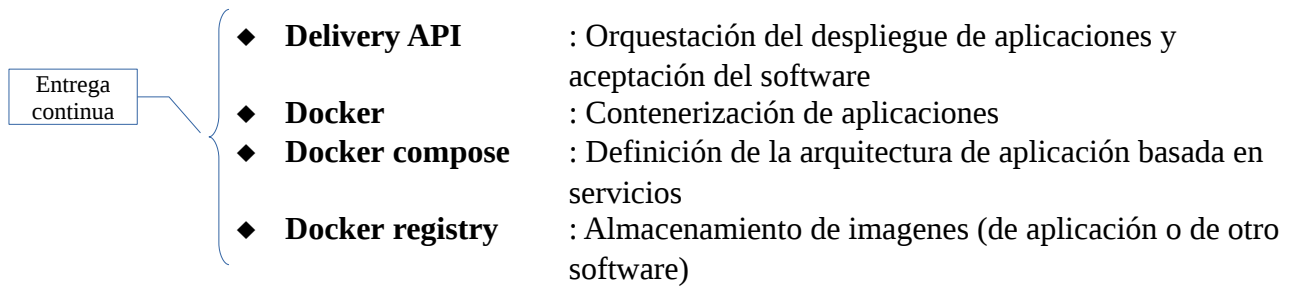 Entrega
continua
◆ Delivery API : Orquestación del despliegue de aplicaciones y
aceptación del software
◆ Docker : Contenerización de aplicaciones
◆ Docker compose : Definición de la arquitectura de aplicación basada en
servicios
◆ Docker registry : Almacenamiento de imagenes (de aplicación o de otro
software)